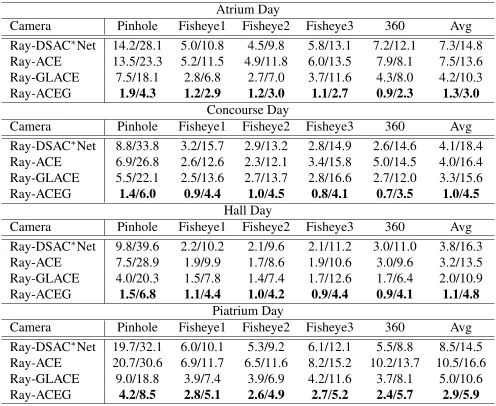 Atrium Day
Camera Pinhole Fisheye1 Fisheye2 Fisheye3 360 Avg
Ray-DSAC*Net 14.2/28.1 5.0/10.8 4.5/9.8 5.8/13.1 7.2/12.1 7.3/14.8
Ray-ACE 13.5/23.3 5.2/11.5 4.9/11.8 6.0/13.5 7.9/8.1 7.5/13.6
Ray-GLACE 7.5/18.1 2.8/6.8 2.7/7.0 3.7/11.6 4.3/8.0 4.2/10.3
Ray-ACEG 1.9/4.3 1.2/2.9 1.2/3.0 1.1/2.7 0.9/2.3 1.3/3.0
Concourse Day
Camera Pinhole Fisheye1 Fisheye2 Fisheye3 360 Avg
Ray-DSAC*Net 8.8/33.8 3.2/15.7 2.9/13.2 2.8/14.9 2.6/14.6 4.1/18.4
Ray-ACE 6.9/26.8 2.6/12.6 2.3/12.1 3.4/15.8 5.0/14.5 4.0/16.4
Ray-GLACE 5.5/22.1 2.5/13.6 2.7/13.7 2.8/16.6 2.7/12.0 3.3/15.6
Ray-ACEG 1.4/6.0 0.9/4.4 1.0/4.5 0.8/4.1 0.7/3.5 1.0/4.5
Hall Day
Camera Pinhole Fisheye1 Fisheye2 Fisheye3 360 Avg
Ray-DSAC*Net 9.8/39.6 2.2/10.2 2.1/9.6 2.1/11.2 3.0/11.0 3.8/16.3
Ray-ACE 7.5/28.9 1.9/9.9 1.7/8.6 1.9/10.6 3.0/9.6 3.2/13.5
Ray-GLACE 4.0/20.3 1.5/7.8 1.4/7.4 1.7/12.6 1.7/6.4 2.0/10.9
Ray-ACEG 1.5/6.8 1.1/4.4 1.0/4.2 0.9/4.4 0.9/4.1 1.1/4.8
Piatrium Day
Camera Pinhole Fisheye1 Fisheye2 Fisheye3 360 Avg
Ray-DSAC*Net 19.7/32.1 6.0/10.1 5.3/9.2 6.1/12.1 5.5/8.8 8.5/14.5
Ray-ACE 20.7/30.6 6.9/11.7 6.5/11.6 8.2/15.2 10.2/13.7 10.5/16.6
Ray-GLACE 9.0/18.8 3.9/7.4 3.9/6.9 4.2/11.6 3.7/8.1 5.0/10.6
Ray-ACEG 4.2/8.5 2.8/5.1 2.6/4.9 2.7/5.2 2.4/5.7 2.9/5.9